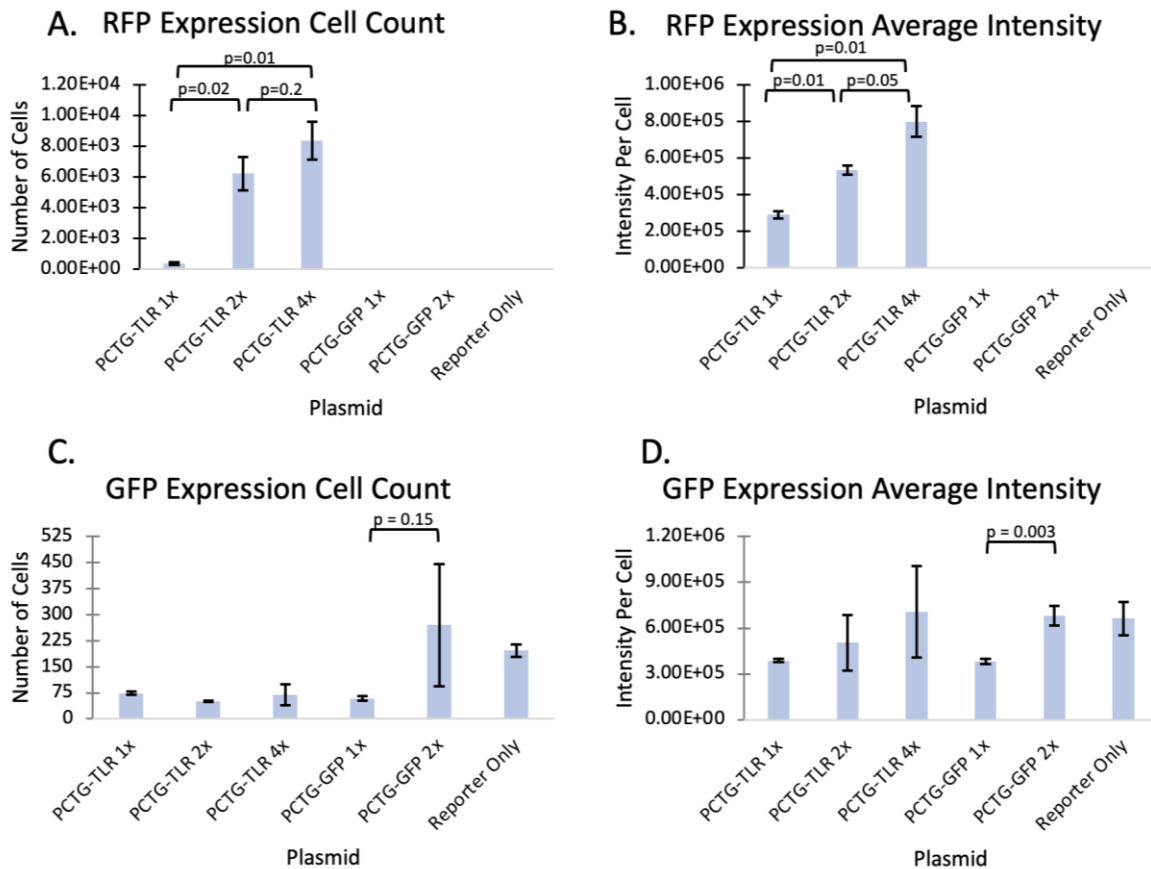 A. RFP Expression Cell Count
p=0.01
p=0.02
p=0.2
1.20E+04
1.00E+04
8.00E+03
6.00E+03
4.00E+03
2.00E+03
0.00E+00
Number of Cells
PCTG-TLR 1x
PCTG-TLR 2x
PCTG-TLR 4x
PCTG-GFP 1x
PCTG-GFP 2x
Reporter Only
Plasmid
B. RFP Expression Average Intensity
p=0.01
p=0.01
p=0.05
1.00E+06
8.00E+05
6.00E+05
4.00E+05
2.00E+05
0.00E+00
Intensity Per Cell
PCTG-TLR 1x
PCTG-TLR 2x
PCTG-TLR 4x
PCTG-GFP 1x
PCTG-GFP 2x
Reporter Only
Plasmid
C.
GFP Expression Cell Count
p = 0.15
525
450
375
300
225
150
75
0
Number of Cells
PCTG-TLR 1x
PCTG-TLR 2x
PCTG-TLR 4x
PCTG-GFP 1x
PCTG-GFP 2x
Reporter Only
Plasmid
D.
GFP Expression Average Intensity
p = 0.003
1.20E+06
9.00E+05
6.00E+05
3.00E+05
0.00E+00
Intensity Per Cell
PCTG-TLR 1x
PCTG-TLR 2x
PCTG-TLR 4x
PCTG-GFP 1x
PCTG-GFP 2x
Reporter Only
Plasmid